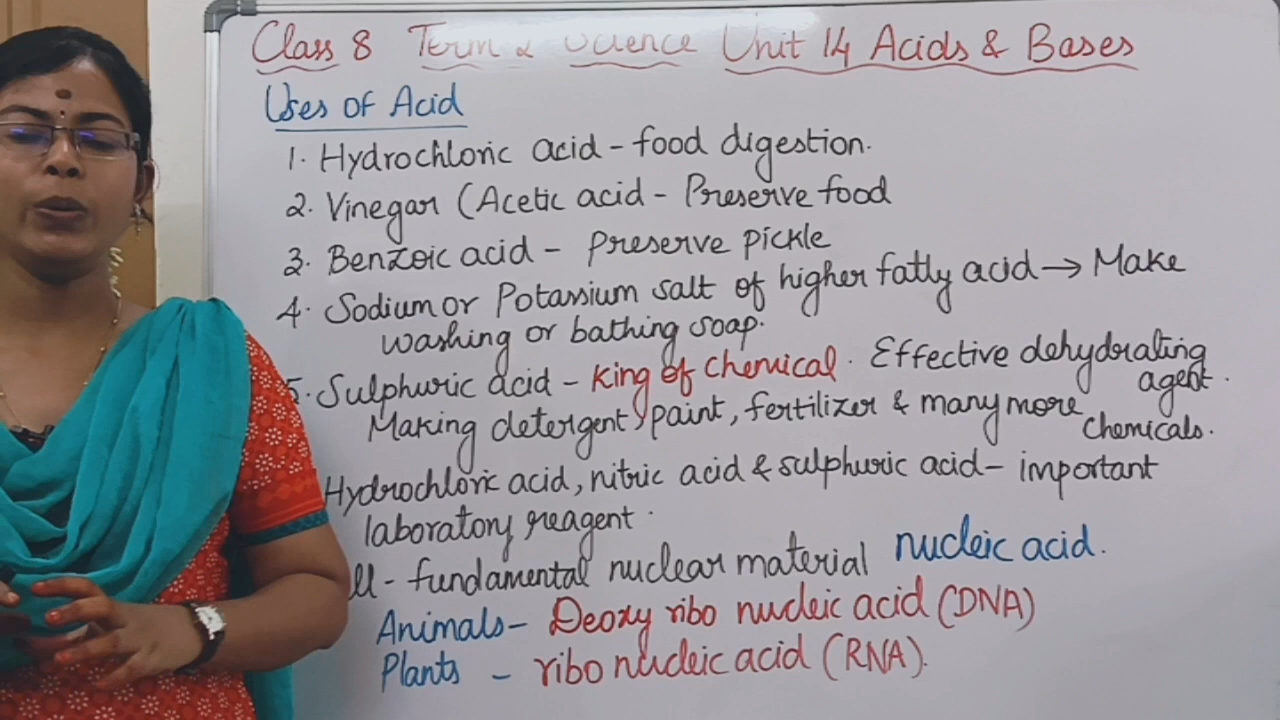 Class 8 Term 2 Science Unit 14 Acids & Bases
Uses of Acid
1. Hydrochloric acid - food digestion.
2. Vinegar (Acetic acid - Preserve food
3. Benzoic acid - Preserve pickle
4. Sodium or Potassium salt of higher fatly acid → Make
washing or bathing soap.
5. Sulphuric acid - King of Chemical. Effective dehydrating
agent.
Making detergent, paint, fertilizer & many more
Chemicals.
Hydrochloric acid, nitric acid & sulphuric acid - important
laboratory reagent.
ll - fundamental nuclear material nucleic acid.
Animals - Deoxy ribo nucleic acid (DNA)
Plants - ribo nucleic acid (RNA).